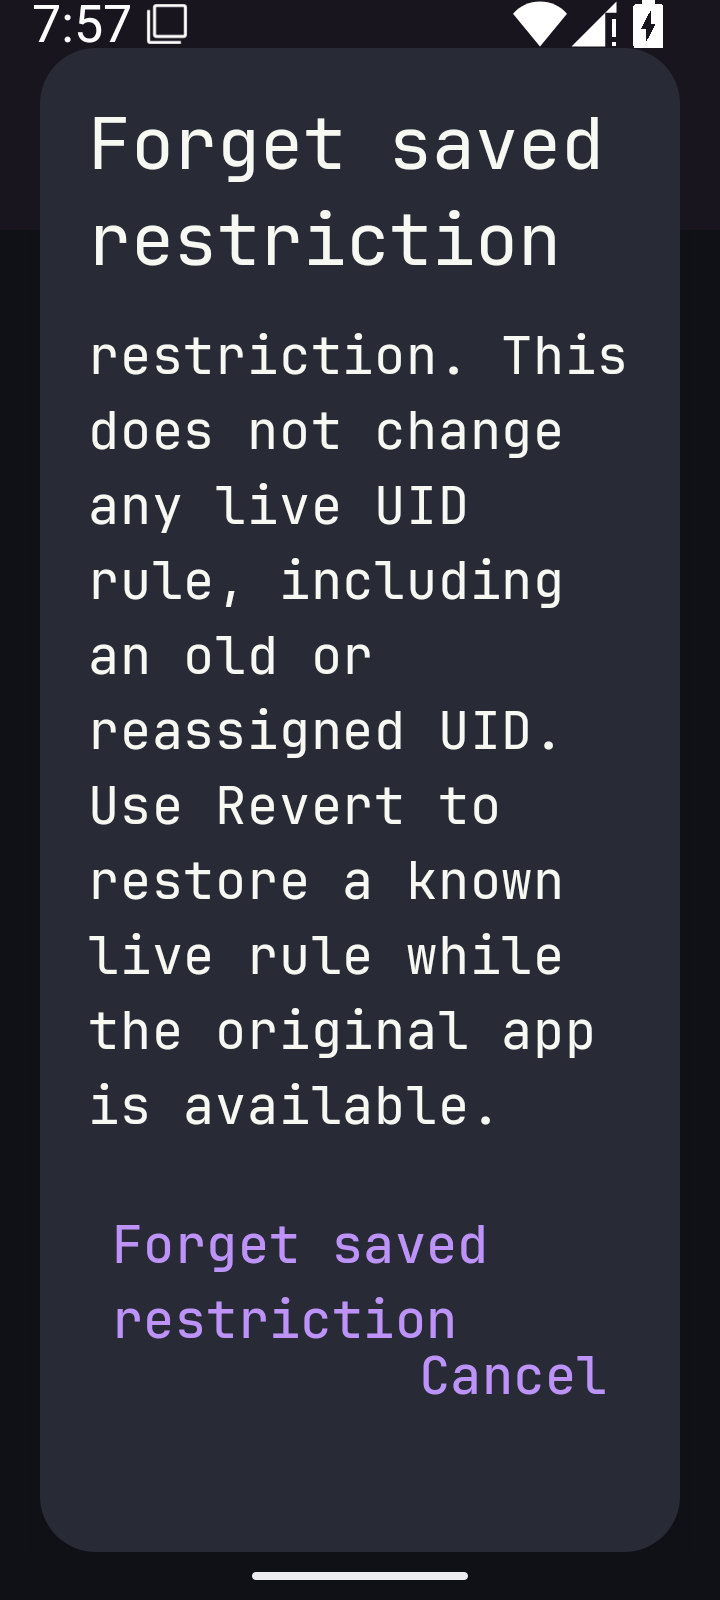 7:57
Forget saved
restriction
restriction. This
does not change
any live UID
rule, including
an old or
reassigned UID.
Use Revert to
restore a known
live rule while
the original app
is available.
Forget saved
restriction
Cancel